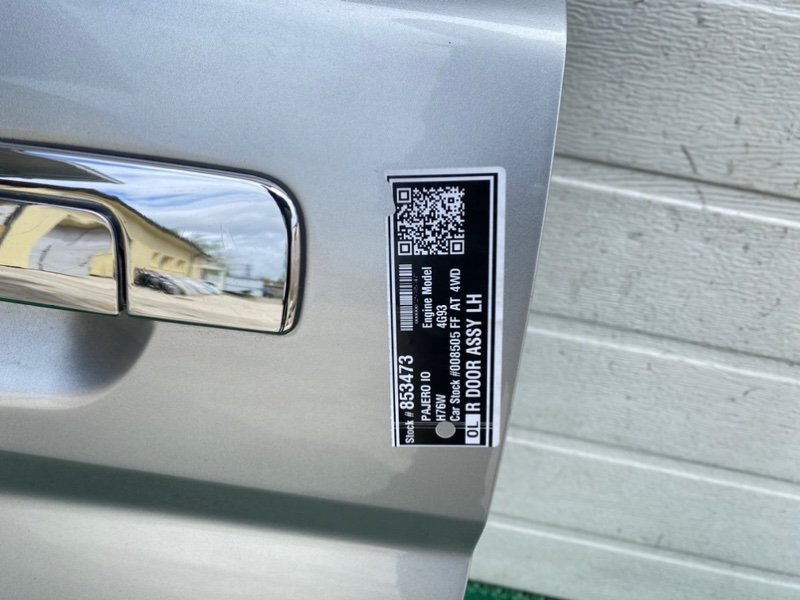 Stock # 853473
PAJERO IO Engine Model
H76W 4G93
Car Stock #008505 FF AT 4WD
OL R DOOR ASSY LH